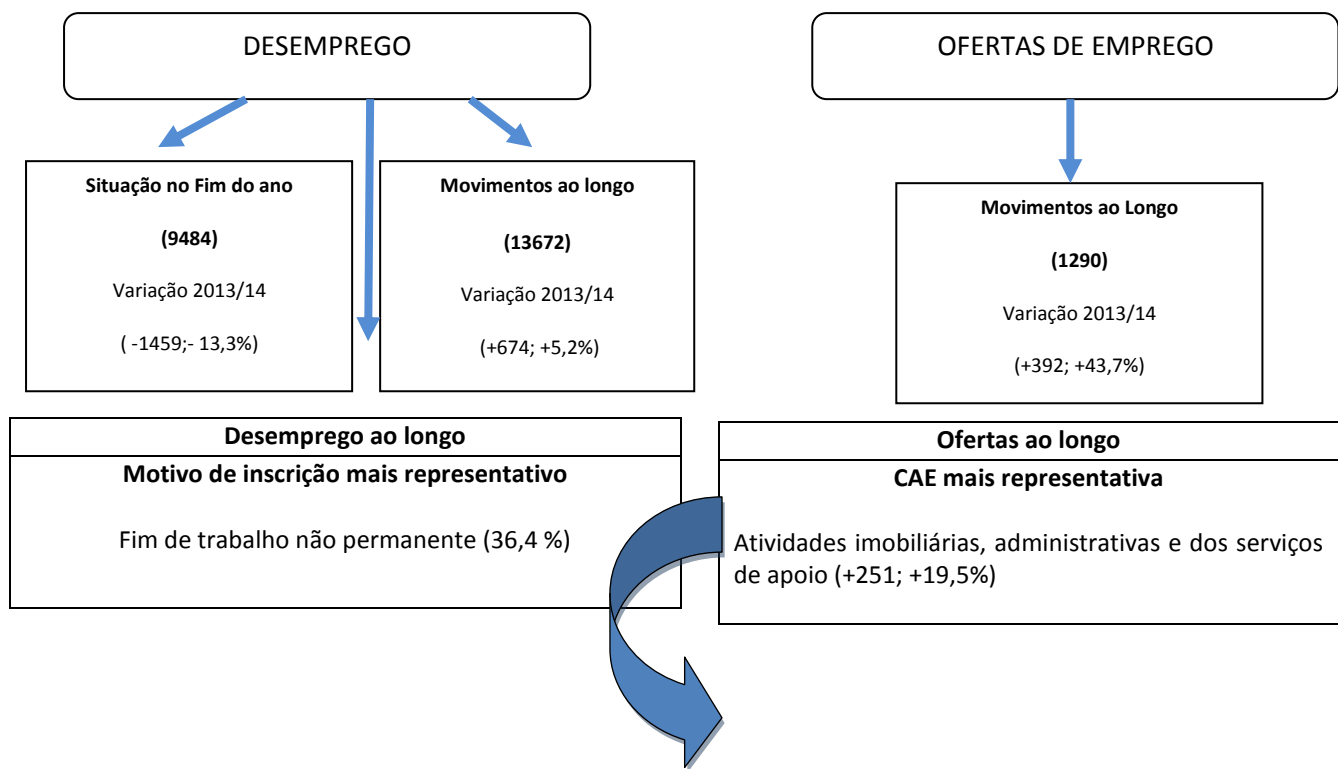 DESEMPREGO
OFERTAS DE EMPREGO
Situação no Fim do ano
(9484)
Variação 2013/14
( -1459;- 13,3%)
Movimentos ao longo
(13672)
Variação 2013/14
(+674; +5,2%)
Movimentos ao Longo
(1290)
Variação 2013/14
(+392; +43,7%)
Desemprego ao longo
Motivo de inscrição mais representativo
Fim de trabalho não permanente (36,4 %)
Ofertas ao longo
CAE mais representativa
Atividades imobiliárias, administrativas e dos serviços
de apoio (+251; +19,5%)